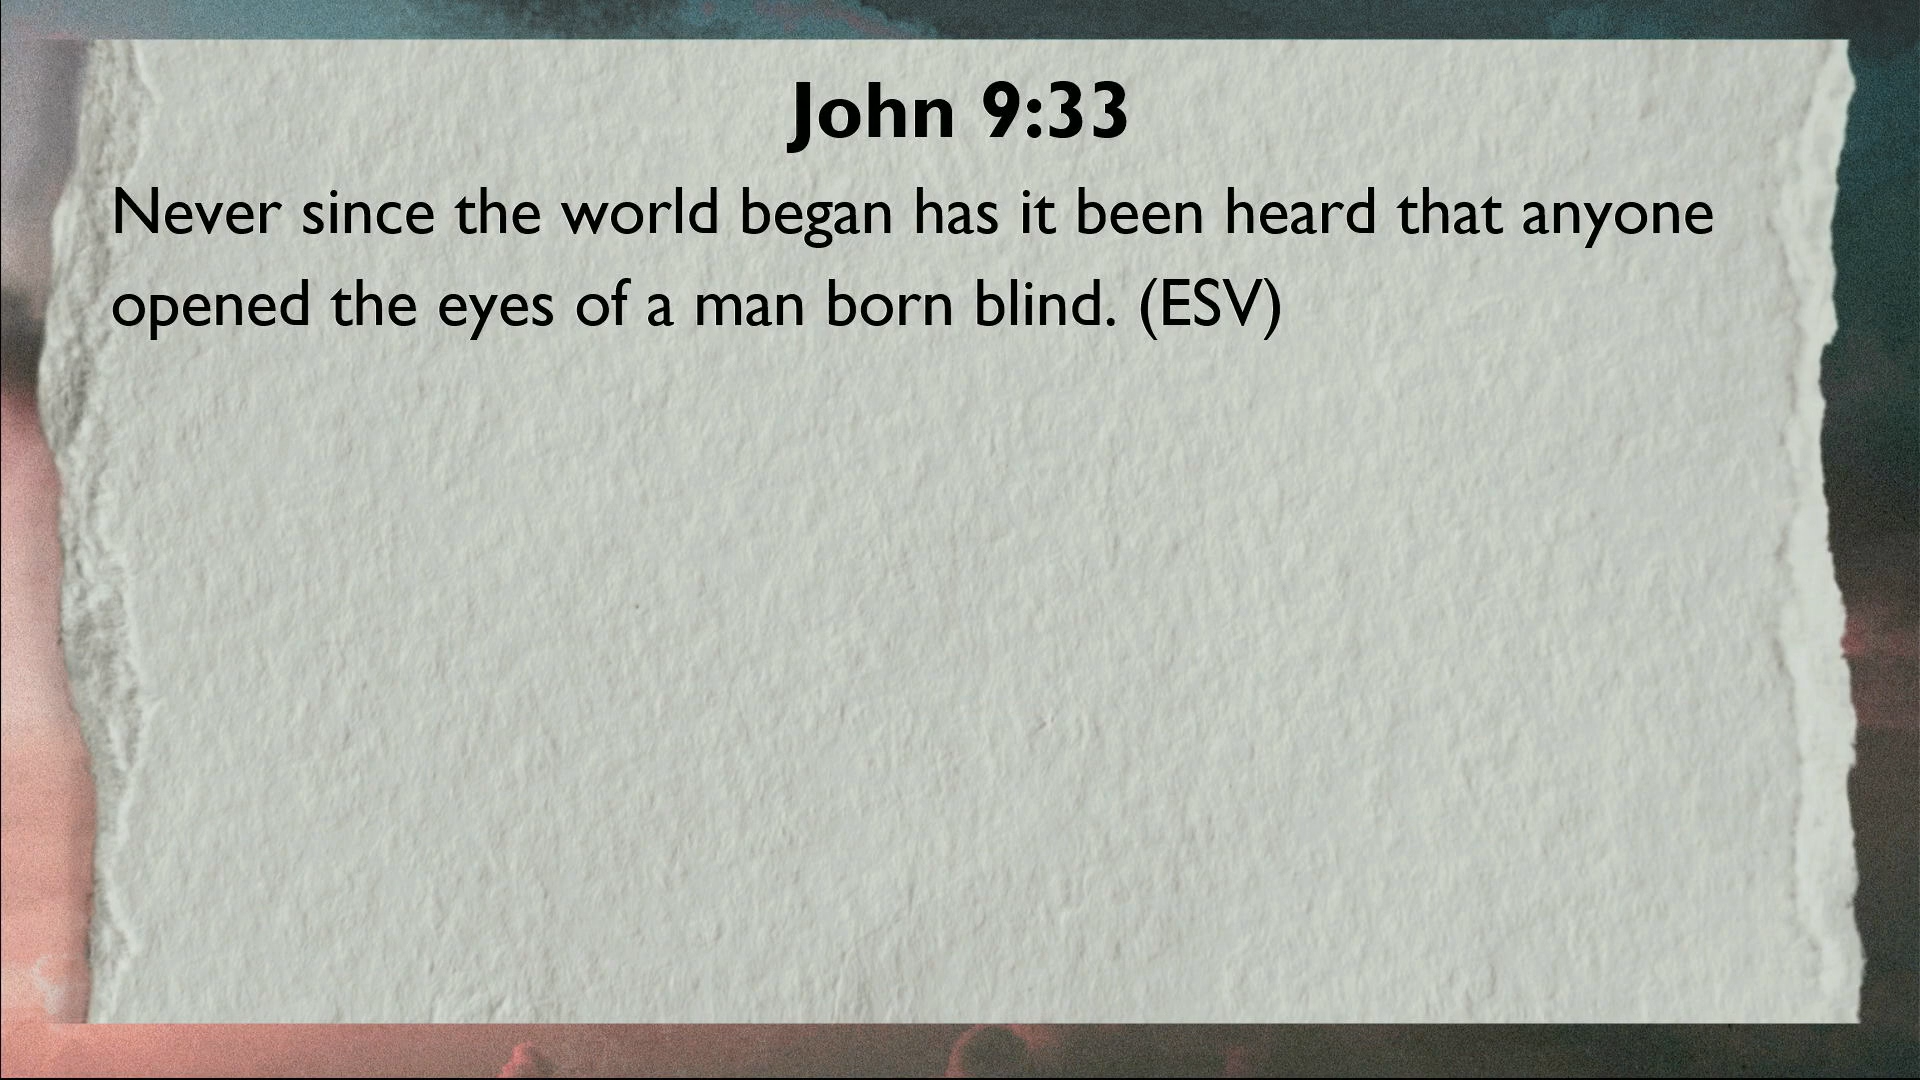 John 9:33
Never since the world began has it been heard that anyone
opened the eyes of a man born blind. (ESV)